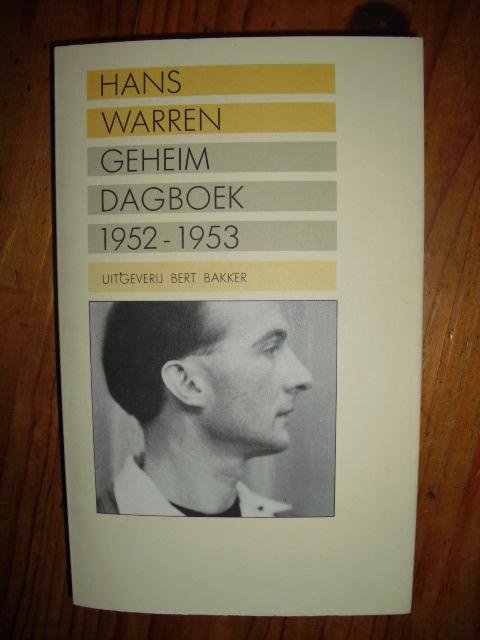 HANS
WARREN
GEHEIM
DAGBOEK
1952-1953
UITGEVERIJ BERT BAKKER